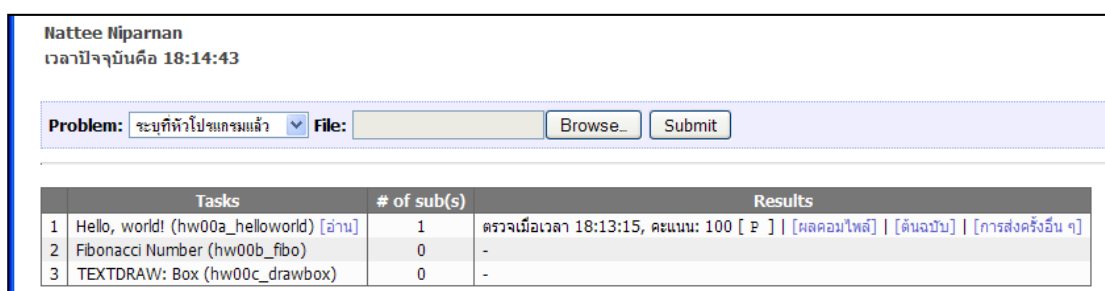 Nattee Niparnan
เวลาปัจจุบันคือ 18:14:43
Problem: ระบุที่หัวโปรแกรมแล้ว File: Browse... Submit
Tasks # of sub(s) Results
1 Hello, world! (hw00a_helloworld) [อ่าน] 1 ตรวจเมื่อเวลา 18:13:15, คะแนน: 100 [ P ] | [ผลคอมไพล์] | [ต้นฉบับ] | [การส่งครั้งอื่น ๆ]
2 Fibonacci Number (hw00b_fibo) 0 -
3 TEXTDRAW: Box (hw00c_drawbox) 0 -